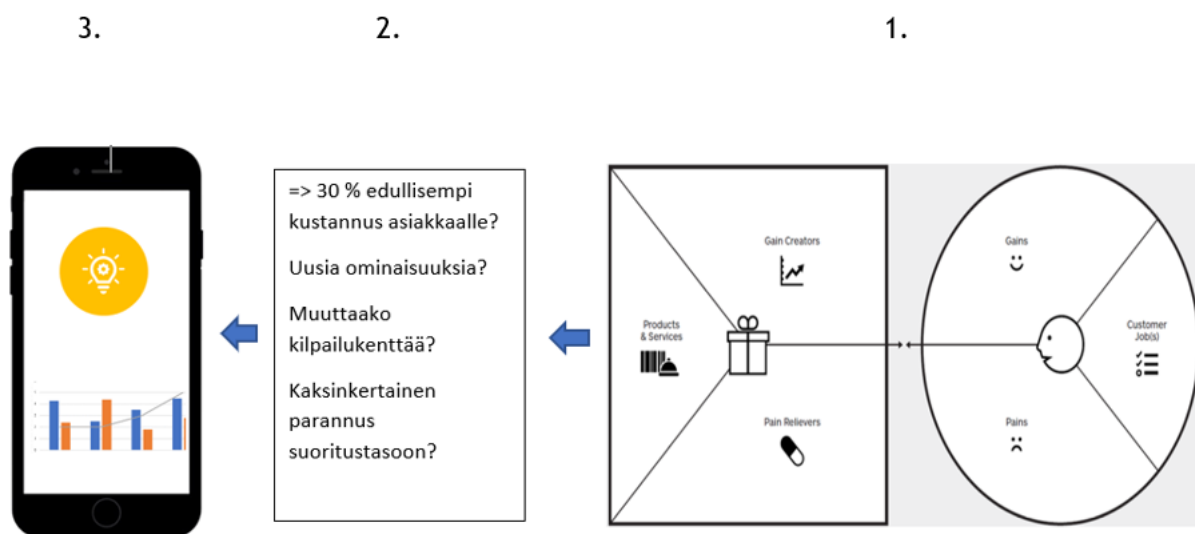 3.
2.
1.
=> 30 % edullisempi
kustannus asiakkaalle?
Uusia ominaisuuksia?
Muuttaako
kilpailukenttää?
Kaksinkertainen
parannus
suoritustasoon?
Gain Creators
Products
& Services
Pain Relievers
Gains
Customer
Job(s)
Pains